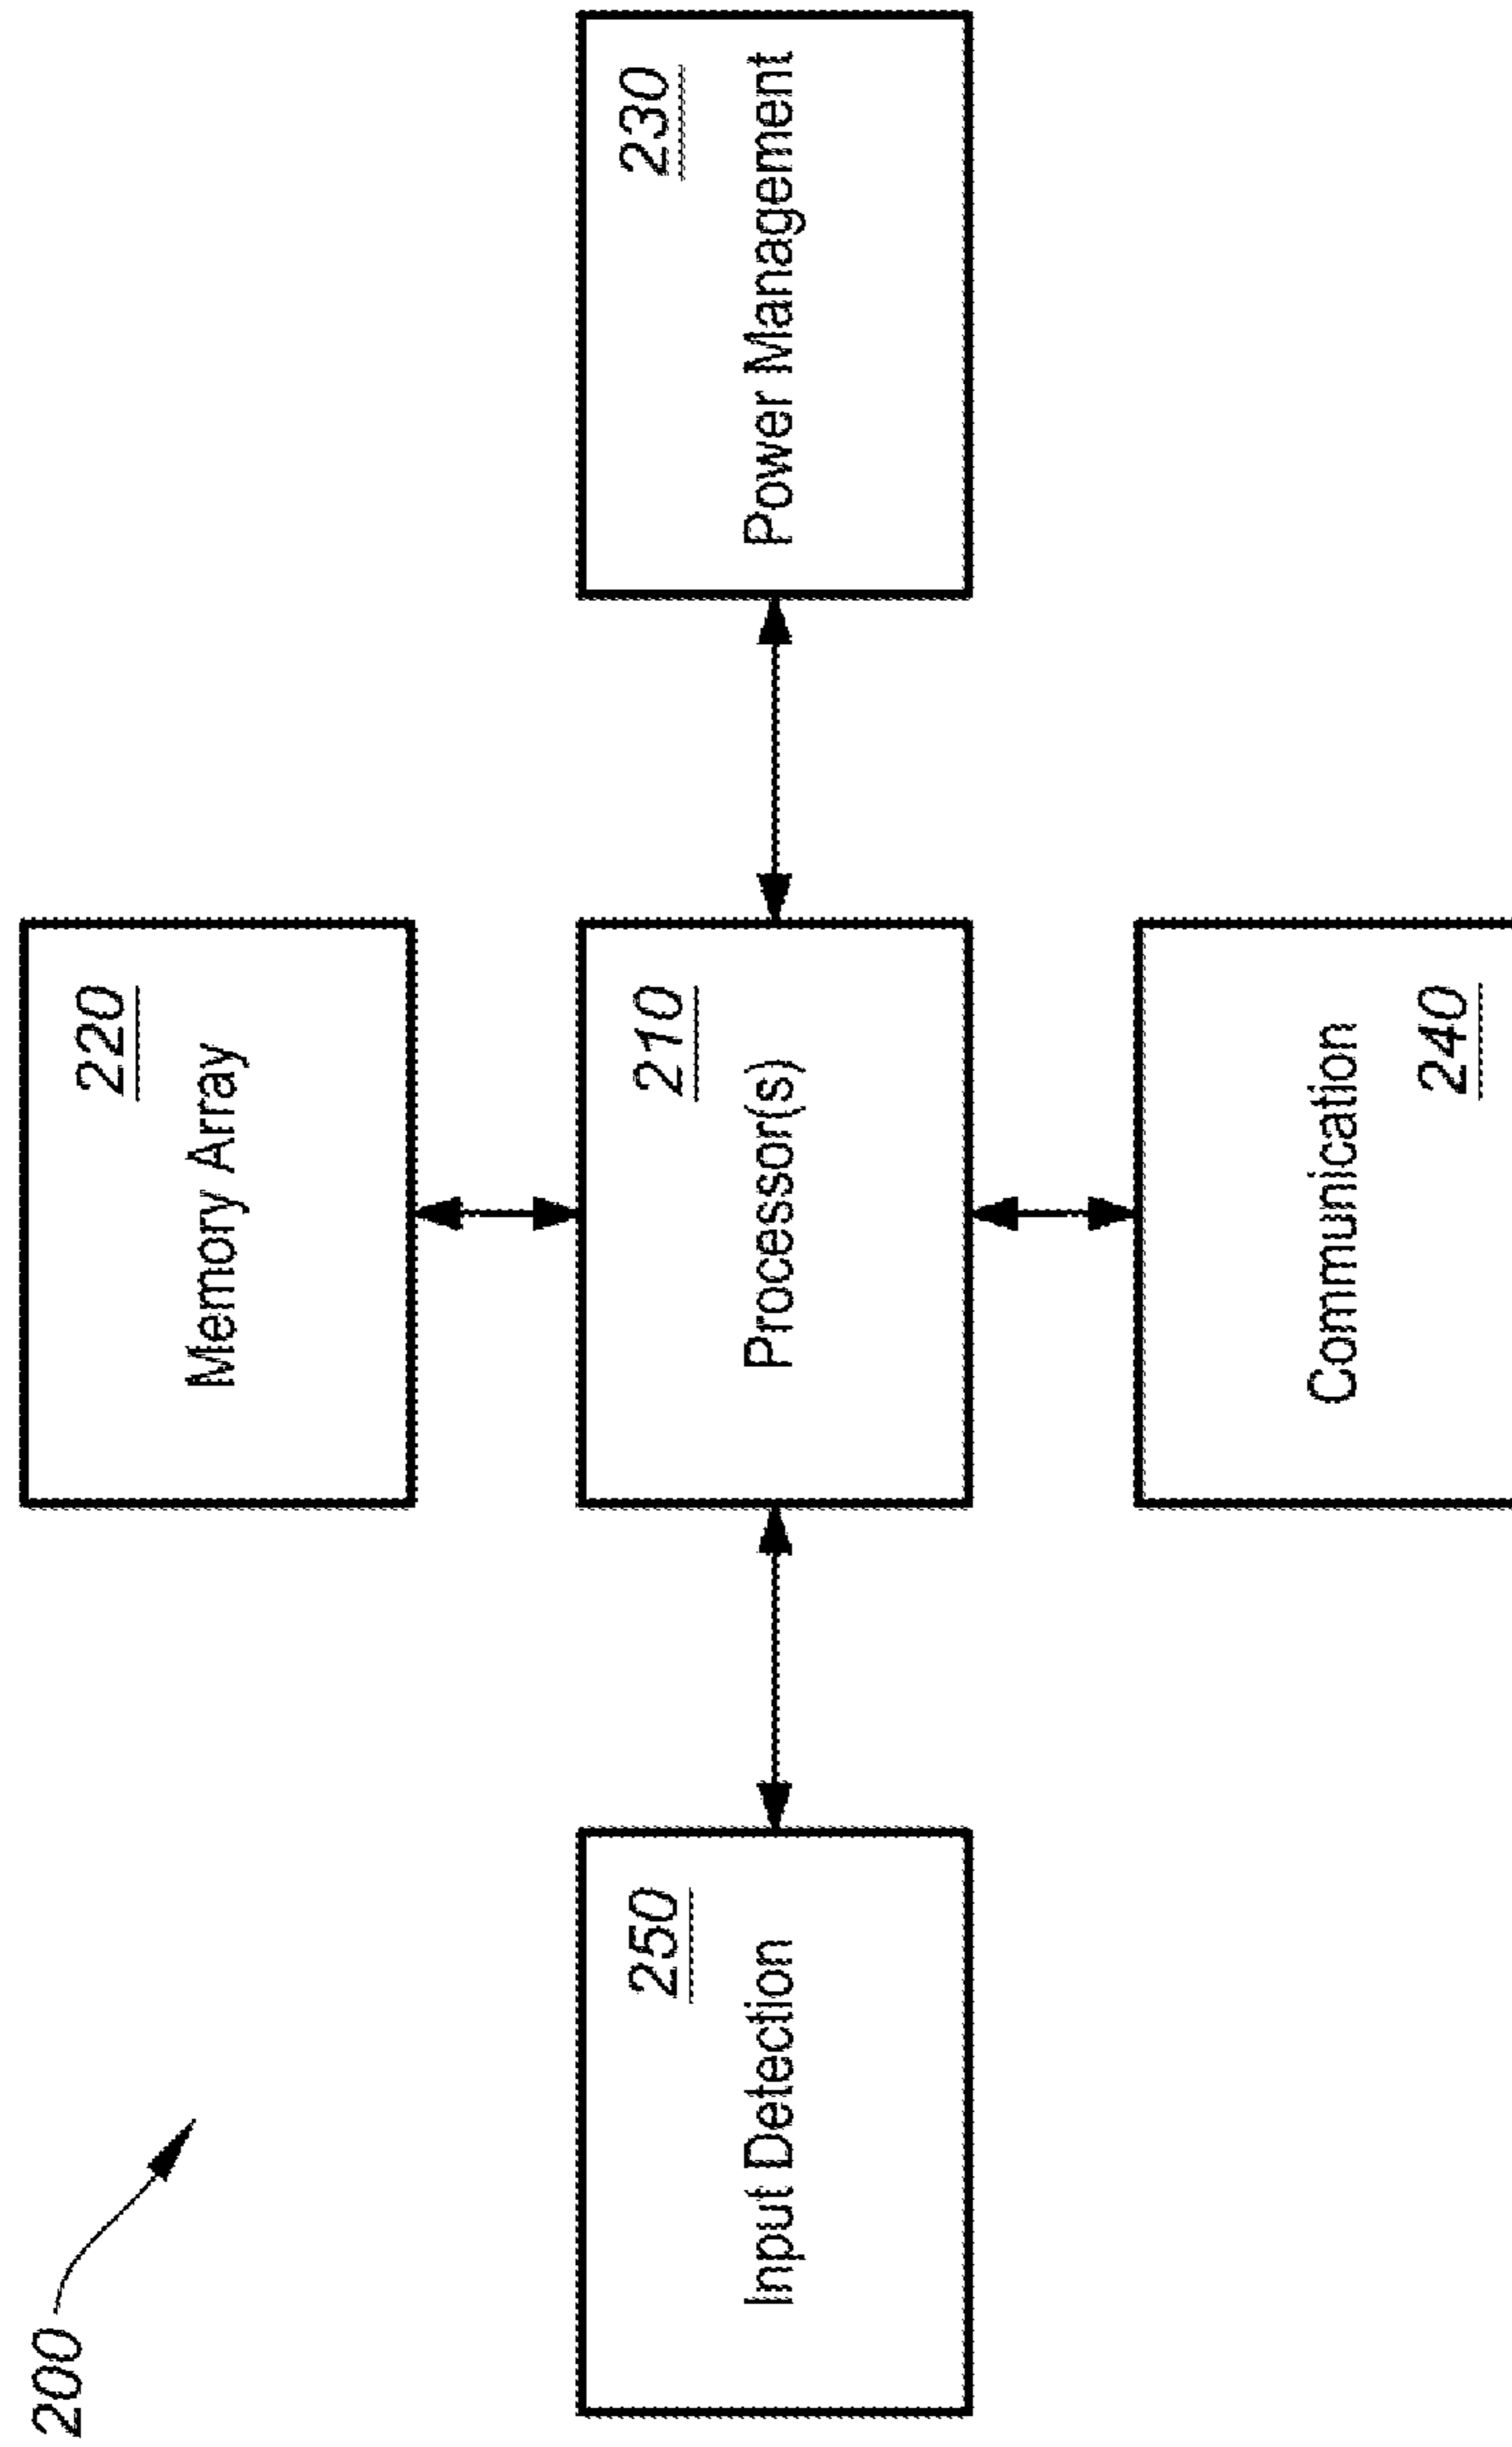 200
220
Memory Array
250
Input Detection
210
Processor(s)
230
Power Management
Communication
240